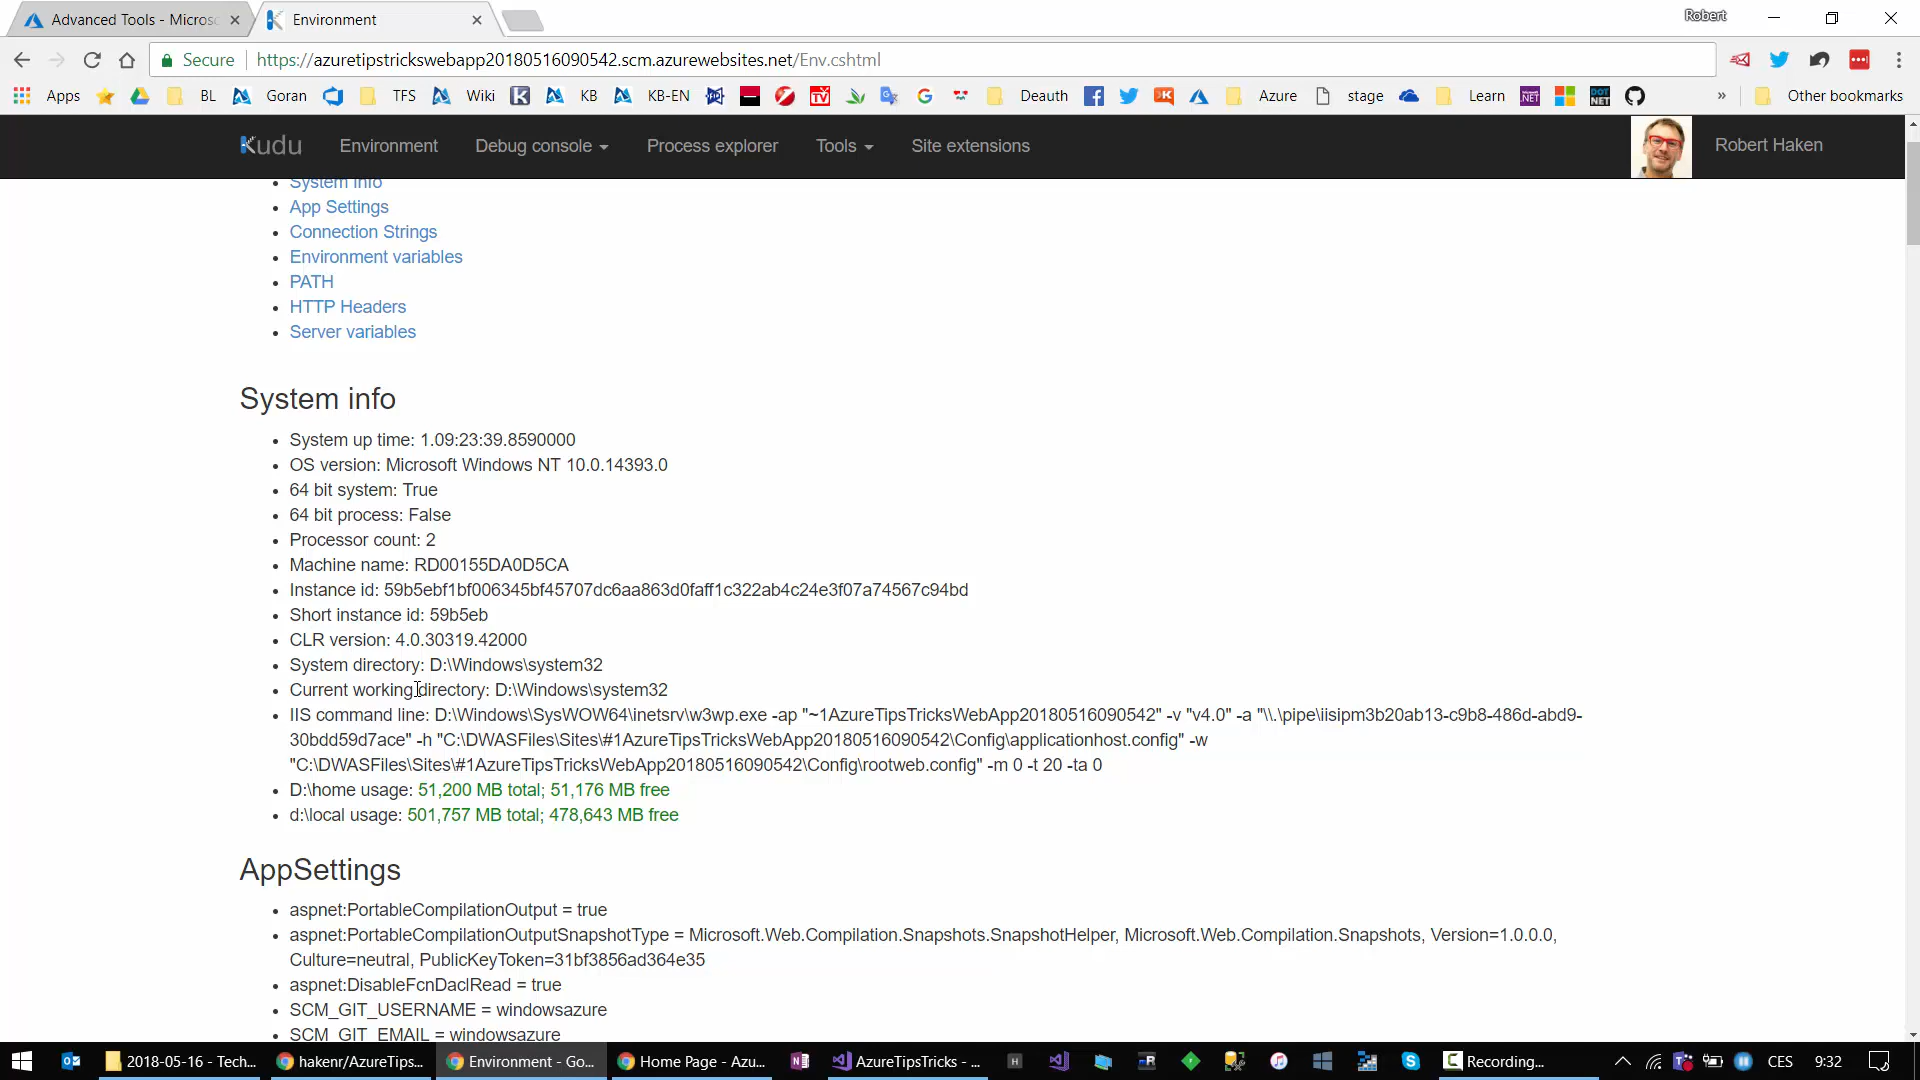 Advanced Tools - Micros
Environment
Robert
Secure
https://azuretipstrickswebapp20180516090542.scm.azurewebsites.net/Env.cshtml
Apps
BL
Goran
TFS
Wiki
KB
KB-EN
Deauth
Azure
stage
Learn
»
Other bookmarks
Kudu
Environment
Debug console
Process explorer
Tools
Site extensions
Robert Haken
System info
App Settings
Connection Strings
Environment variables
PATH
HTTP Headers
Server variables
System info
System up time: 1.09:23:39.8590000
OS version: Microsoft Windows NT 10.0.14393.0
64 bit system: True
64 bit process: False
Processor count: 2
Machine name: RD00155DA0D5CA
Instance id: 59b5ebf1bf006345bf45707dc6aa863d0faff1c322ab4c24e3f07a74567c94bd
Short instance id: 59b5eb
CLR version: 4.0.30319.42000
System directory: D:\Windows\system32
Current working directory: D:\Windows\system32
IIS command line: D:\Windows\SysWOW64\inetsrv\w3wp.exe -ap "~1AzureTipsTricksWebApp20180516090542" -v "v4.0" -a "\\.\pipe\iisipm3b20ab13-c9b8-486d-abd9-
30bdd59d7ace" -h "C:\DWASFiles\Sites\#1AzureTipsTricksWebApp20180516090542\Config\applicationhost.config" -w
"C:\DWASFiles\Sites\#1AzureTipsTricksWebApp20180516090542\Config\rootweb.config" -m 0 -t 20 -ta 0
D:\home usage: 51,200 MB total; 51,176 MB free
d:\local usage: 501,757 MB total; 478,643 MB free
AppSettings
aspnet:PortableCompilationOutput = true
aspnet:PortableCompilationOutputSnapshotType = Microsoft.Web.Compilation.Snapshots.SnapshotHelper, Microsoft.Web.Compilation.Snapshots, Version=1.0.0.0,
Culture=neutral, PublicKeyToken=31bf3856ad364e35
aspnet:DisableFcnDaclRead = true
SCM_GIT_USERNAME = windowsazure
SCM_GIT_EMAIL = windowsazure
2018-05-16 - Tech...
hakenr/AzureTips...
Environment - Go...
Home Page - Azu...
AzureTipsTricks - ...
Recording...
CES
9:32